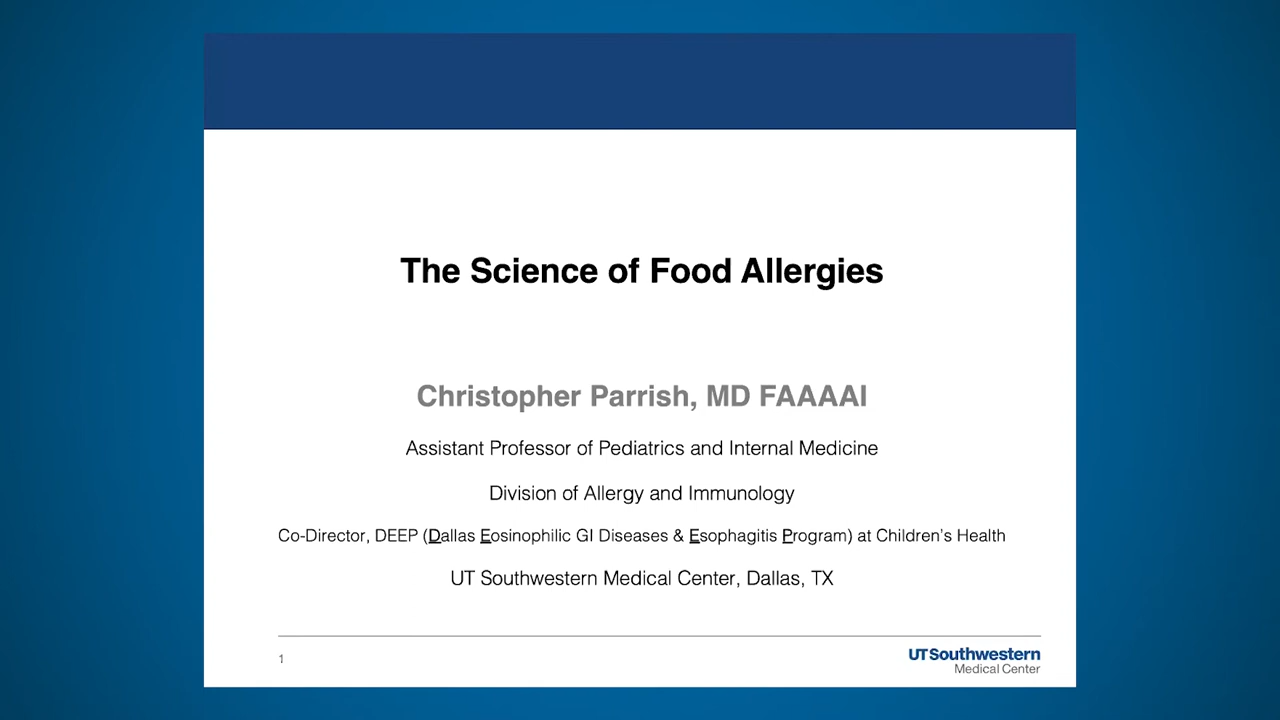 The Science of Food Allergies
Christopher Parrish, MD FAAAAI
Assistant Professor of Pediatrics and Internal Medicine
Division of Allergy and Immunology
Co-Director, DEEP (Dallas Eosinophilic GI Diseases & Esophagitis Program) at Children’s Health
UT Southwestern Medical Center, Dallas, TX
1
UT Southwestern
Medical Center